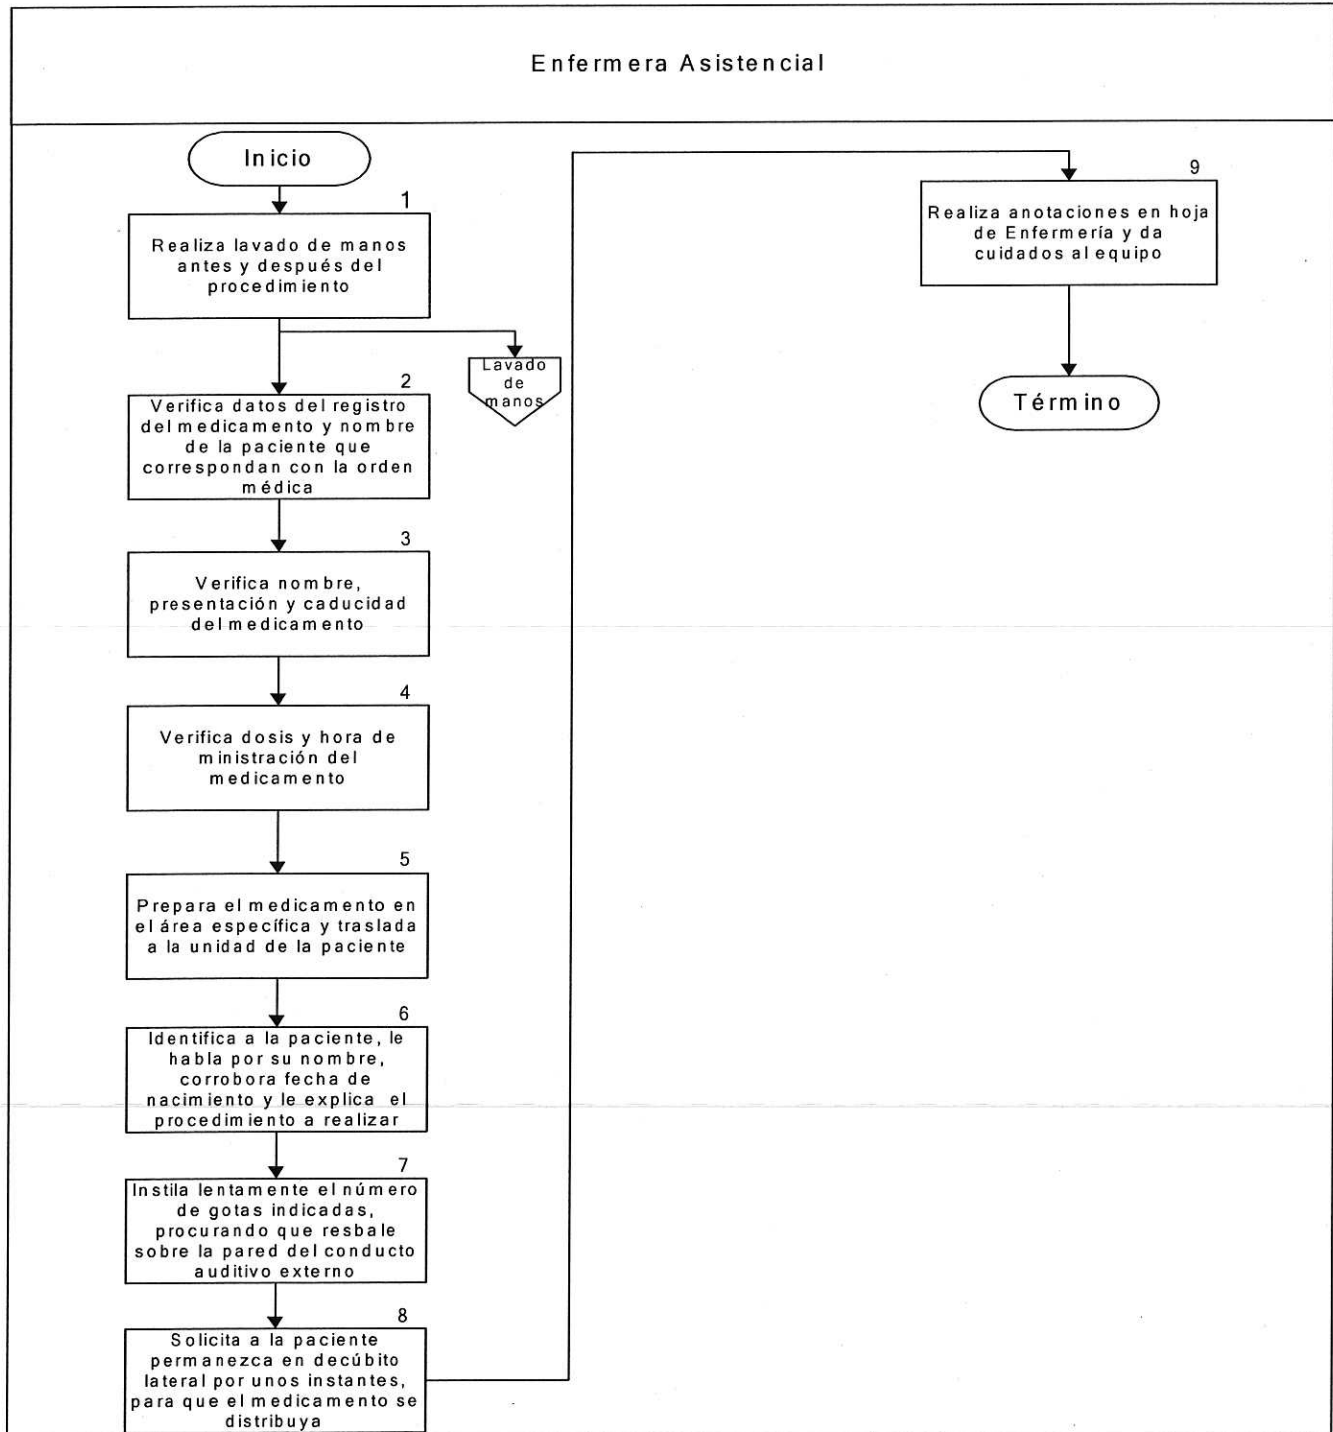 Enfermera Asistencial
Inicio
1
Realiza lavado de manos
antes y después del
procedimiento
Lavado
de
manos
2
Verifica datos del registro
del medicamento y nombre
de la paciente que
correspondan con la orden
médica
3
Verifica nombre,
presentación y caducidad
del medicamento
4
Verifica dosis y hora de
ministración del
medicamento
5
Prepara el medicamento en
el área específica y traslada
a la unidad de la paciente
6
Identifica a la paciente, le
habla por su nombre,
corrobora fecha de
nacimiento y le explica el
procedimiento a realizar
7
Instila lentamente el número
de gotas indicadas,
procurando que resbale
sobre la pared del conducto
auditivo externo
8
Solicita a la paciente
permanezca en decúbito
lateral por unos instantes,
para que el medicamento se
distribuya
9
Realiza anotaciones en hoja
de Enfermería y da
cuidados al equipo
Término